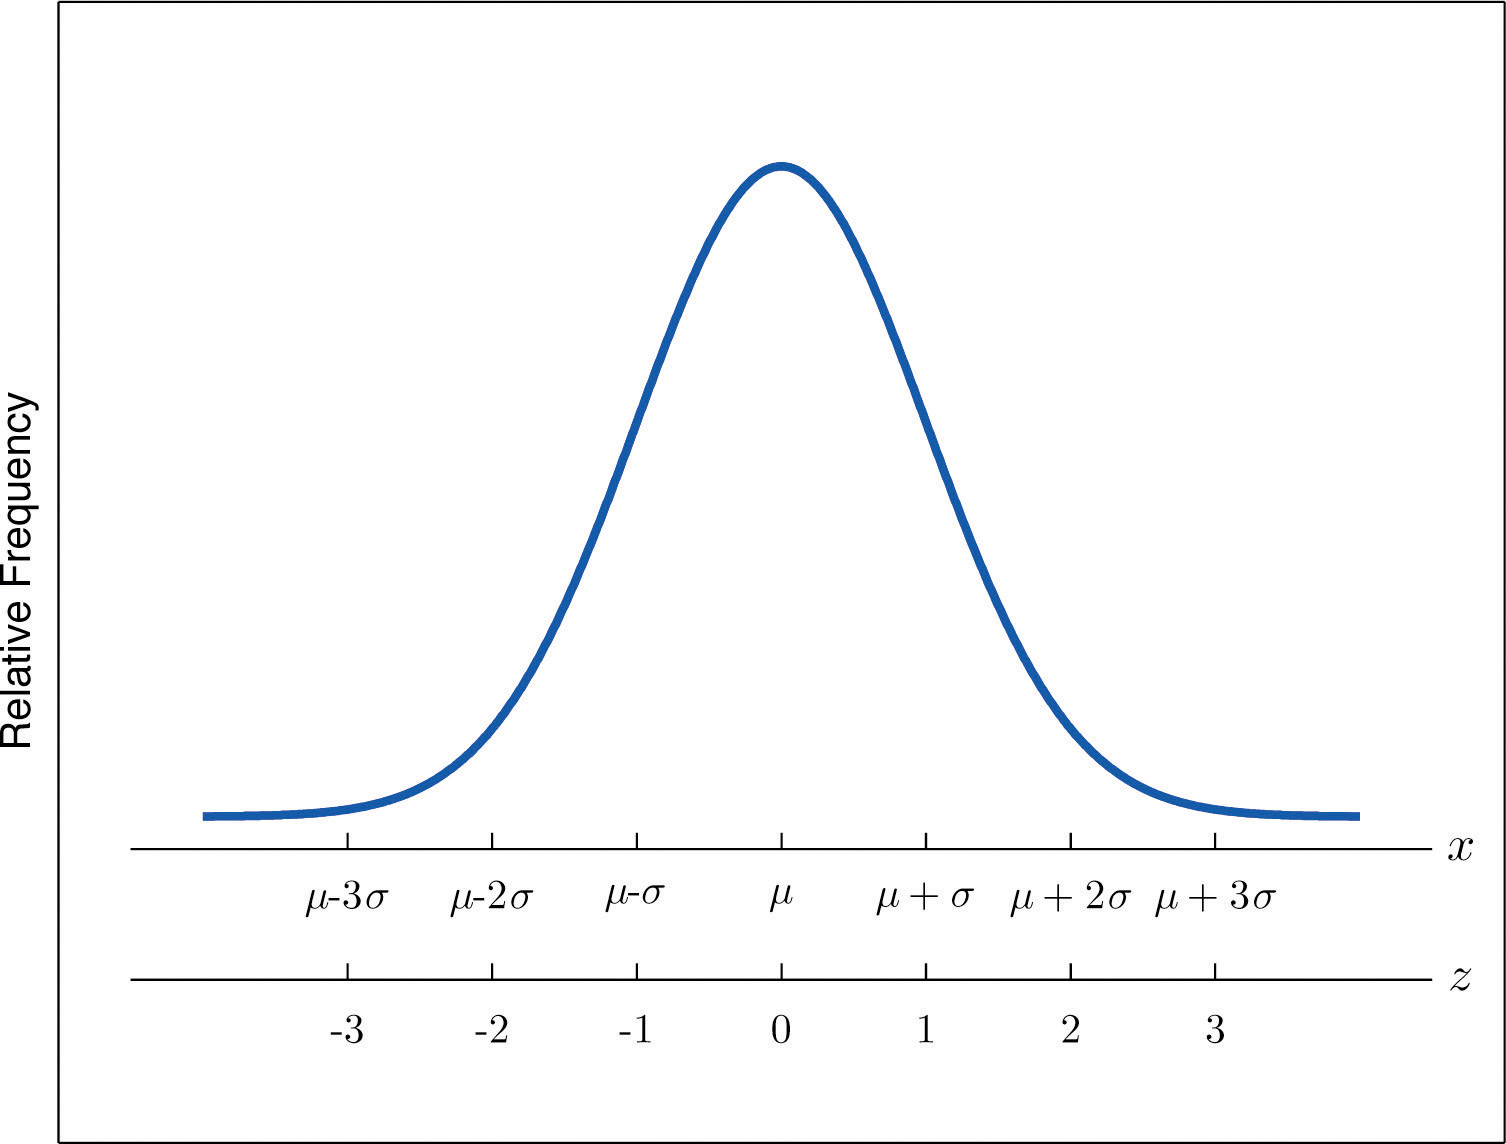 Relative Frequency
x
μ-3σ μ-2σ μ-σ μ μ + σ μ + 2σ μ + 3σ
z
-3 -2 -1 0 1 2 3